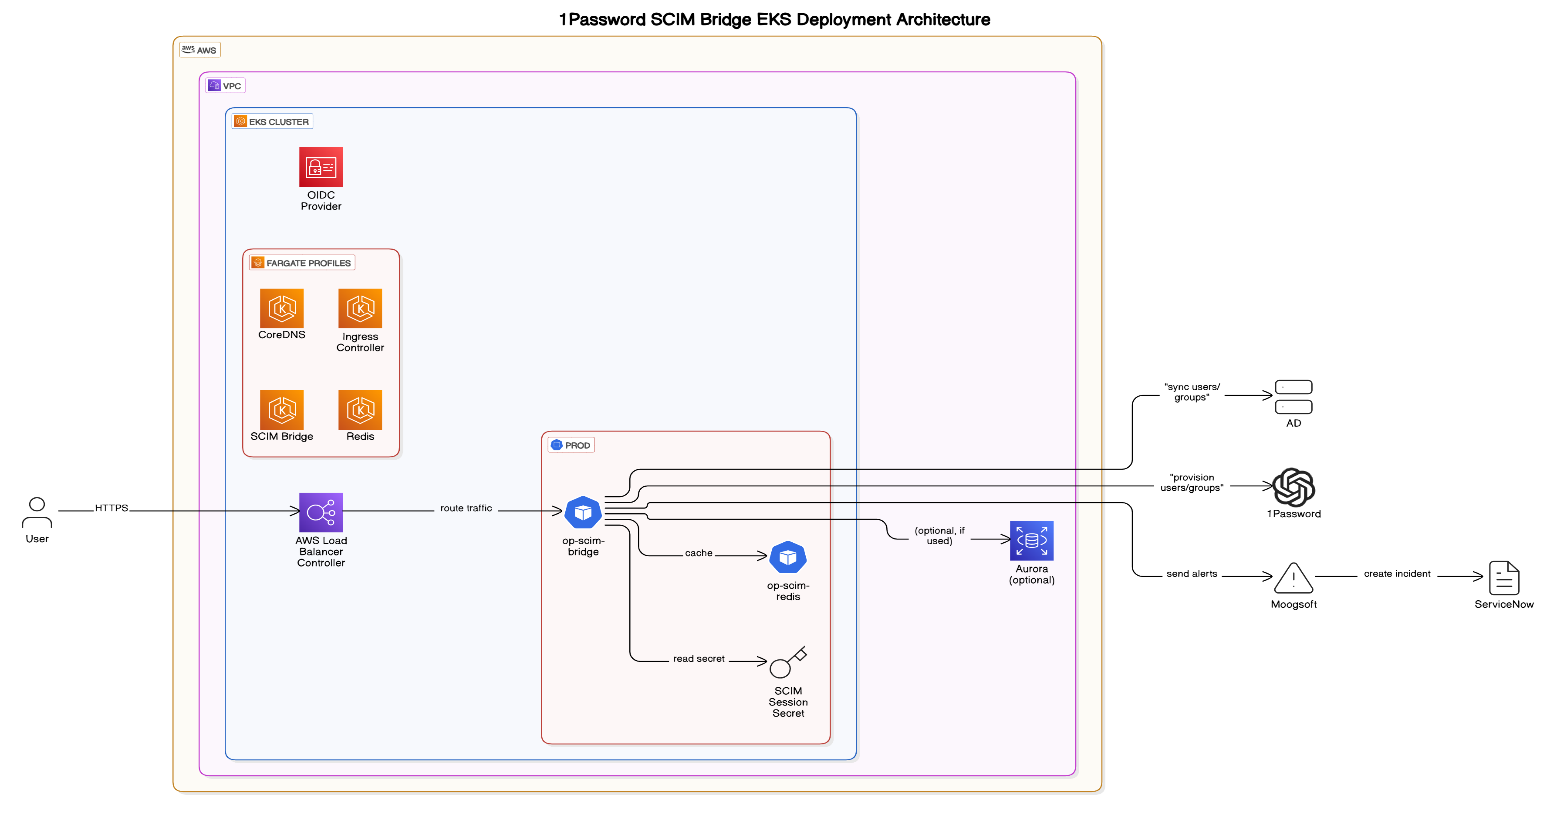 1Password SCIM Bridge EKS Deployment Architecture
aws AWS
VPC
EKS CLUSTER
OIDC
Provider
FARGATE PROFILES
CoreDNS
Ingress
Controller
SCIM Bridge
Redis
PROD
User
HTTPS
AWS Load
Balancer
Controller
route traffic
op-scim-
bridge
cache
op-scim-
redis
read secret
SCIM
Session
Secret
(optional, if
used)
Aurora
(optional)
"sync users/
groups"
AD
"provision
users/groups"
1Password
send alerts
Moogsoft
create incident
ServiceNow